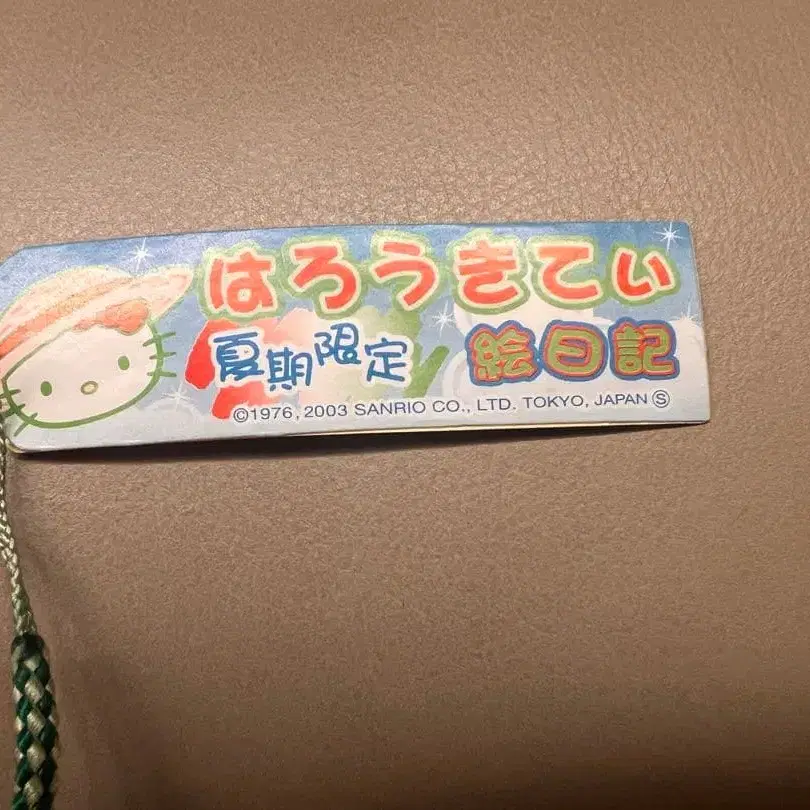 はろうきてぃ
夏期限定 絵日記
©1976, 2003 SANRIO CO., LTD. TOKYO, JAPAN Ⓢ